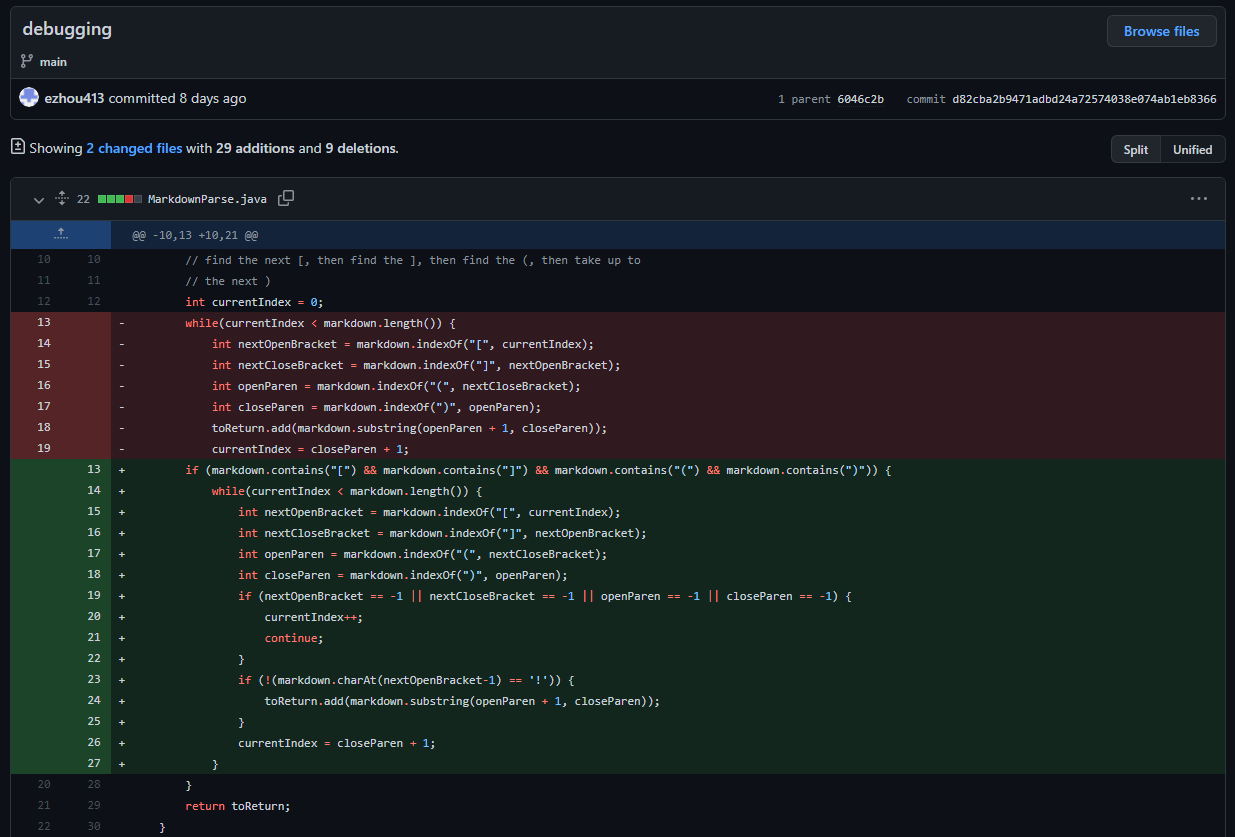 debugging
Browse files
main
ezhou413 committed 8 days ago
1 parent 6046c2b commit d82cba2b9471adbd24a72574038e074ab1eb8366
Showing 2 changed files with 29 additions and 9 deletions.
Split Unified
22 MarkdownParse.java
@@ -10,13 +10,21 @@
10 10 // find the next [, then find the ], then find the (, then take up to
11 11 // the next )
12 12 int currentIndex = 0;
13 - while(currentIndex < markdown.length()) {
14 - int nextOpenBracket = markdown.indexOf("[", currentIndex);
15 - int nextCloseBracket = markdown.indexOf("]", nextOpenBracket);
16 - int openParen = markdown.indexOf("(", nextCloseBracket);
17 - int closeParen = markdown.indexOf(")", openParen);
18 - toReturn.add(markdown.substring(openParen + 1, closeParen));
19 - currentIndex = closeParen + 1;
13 + if (markdown.contains("[") && markdown.contains("]") && markdown.contains("(") && markdown.contains(")")) {
14 + while(currentIndex < markdown.length()) {
15 + int nextOpenBracket = markdown.indexOf("[", currentIndex);
16 + int nextCloseBracket = markdown.indexOf("]", nextOpenBracket);
17 + int openParen = markdown.indexOf("(", nextCloseBracket);
18 + int closeParen = markdown.indexOf(")", openParen);
19 + if (nextOpenBracket == -1 || nextCloseBracket == -1 || openParen == -1 || closeParen == -1) {
20 + currentIndex++;
21 + continue;
22 + }
23 + if (!(markdown.charAt(nextOpenBracket-1) == '!')) {
24 + toReturn.add(markdown.substring(openParen + 1, closeParen));
25 + }
26 + currentIndex = closeParen + 1;
27 + }
20 28 }
21 29 return toReturn;
22 30 }